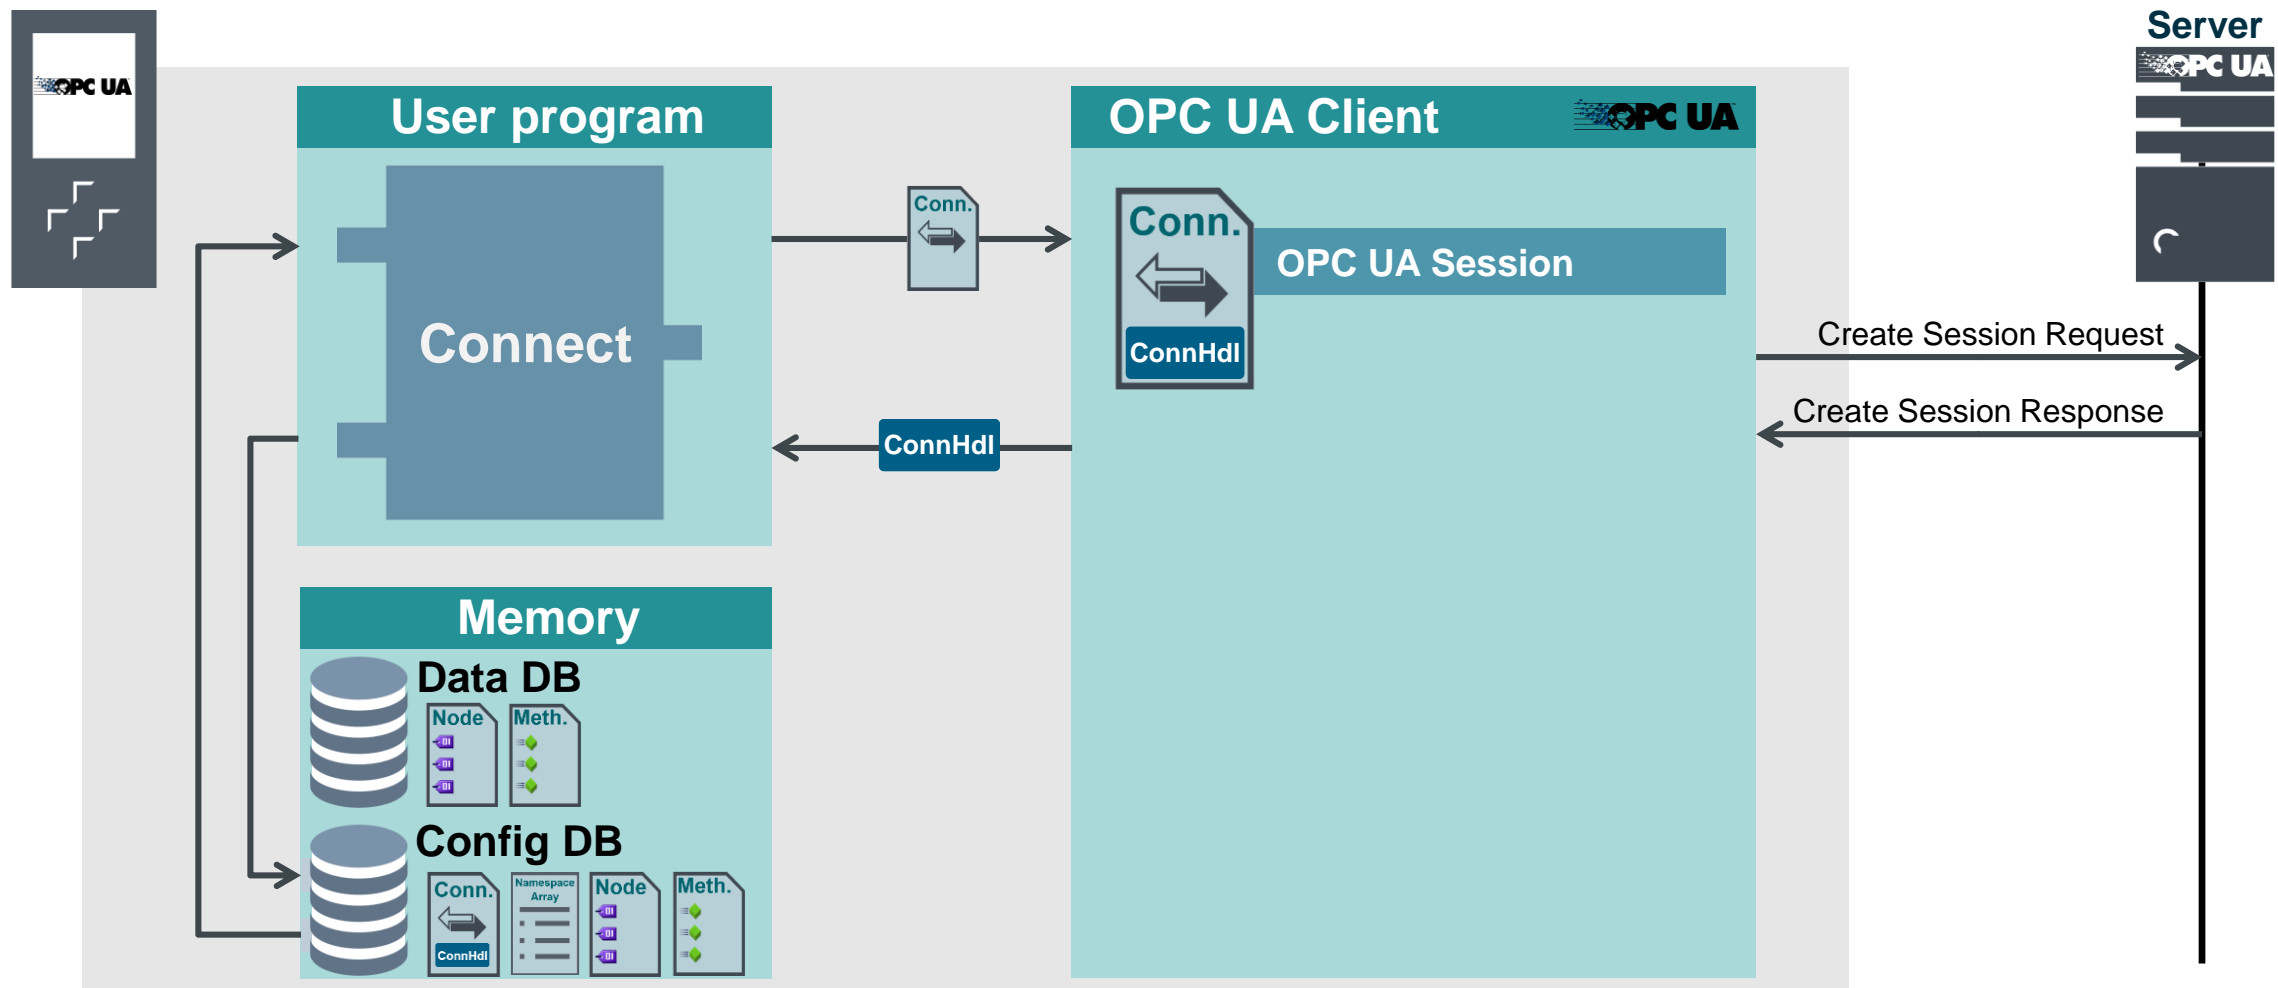 Server
OPC UA
OPC UA
User program
OPC UA Client
OPC UA
Conn.
Conn.
OPC UA Session
Connect
ConnHdl
Create Session Request
Create Session Response
ConnHdl
Memory
Data DB
Node
Meth.
Config DB
Conn.
ConnHdl
Namespace
Array
Node
Meth.